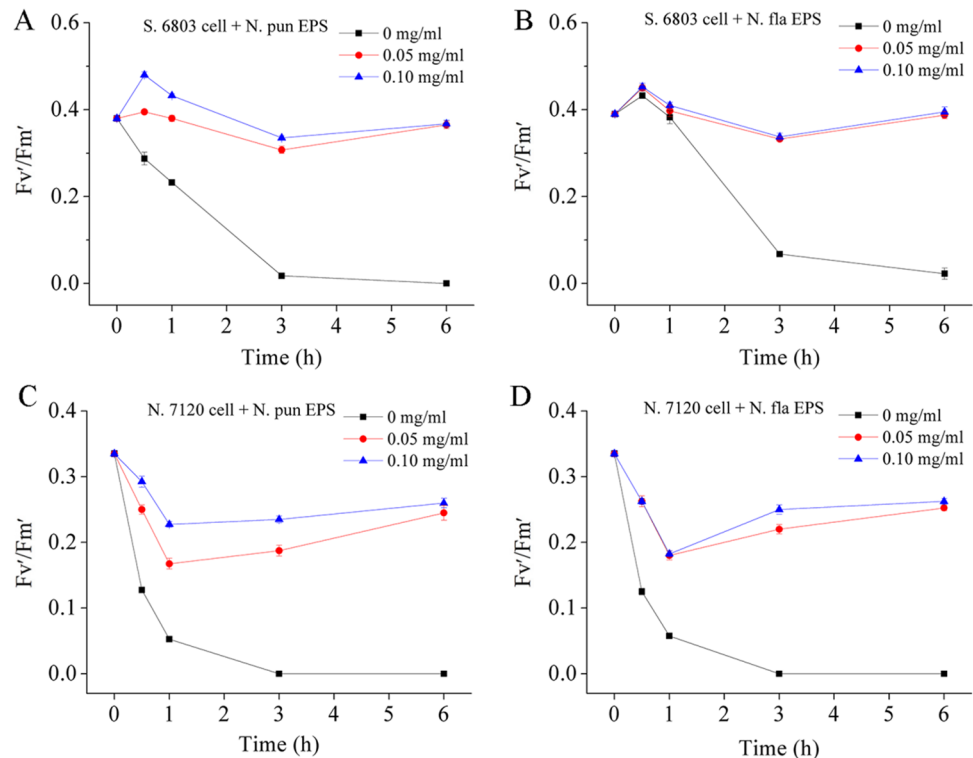 A
S. 6803 cell + N. pun EPS
0 mg/ml
0.05 mg/ml
0.10 mg/ml
Fv'/Fm'
0.6
0.4
0.2
0.0
0 1 2 3 4 5 6
Time (h)
B
S. 6803 cell + N. fla EPS
0 mg/ml
0.05 mg/ml
0.10 mg/ml
Fv'/Fm'
0.6
0.4
0.2
0.0
0 1 2 3 4 5 6
Time (h)
C
N. 7120 cell + N. pun EPS
0 mg/ml
0.05 mg/ml
0.10 mg/ml
Fv'/Fm'
0.4
0.3
0.2
0.1
0.0
0 1 2 3 4 5 6
Time (h)
D
N. 7120 cell + N. fla EPS
0 mg/ml
0.05 mg/ml
0.10 mg/ml
Fv'/Fm'
0.4
0.3
0.2
0.1
0.0
0 1 2 3 4 5 6
Time (h)